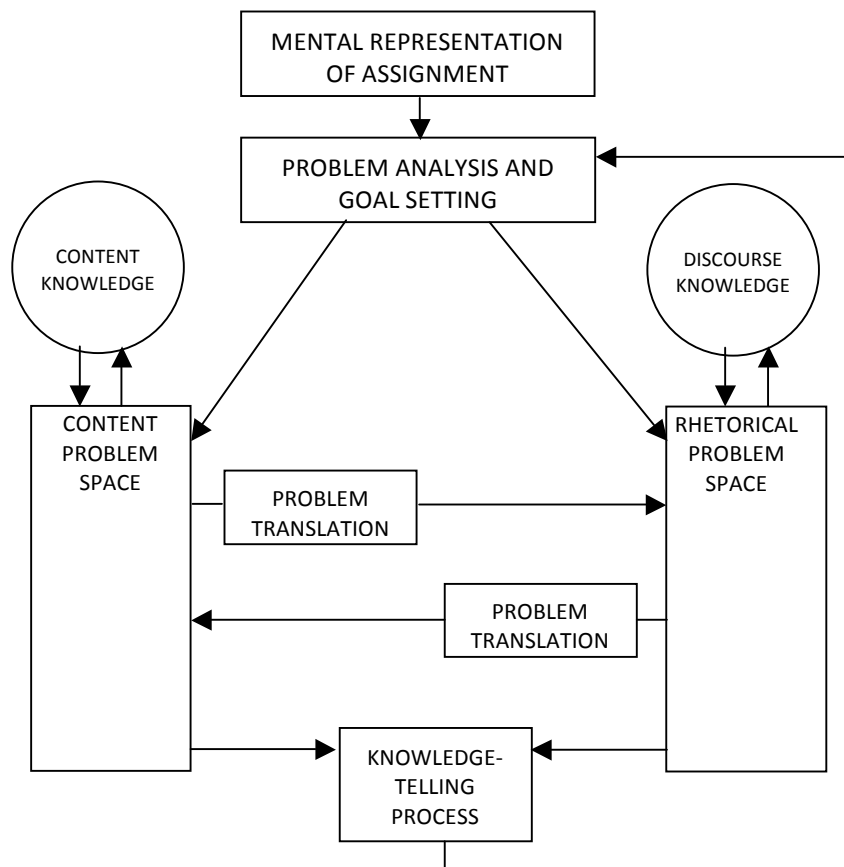 MENTAL REPRESENTATION
OF ASSIGNMENT
PROBLEM ANALYSIS AND
GOAL SETTING
CONTENT
KNOWLEDGE
DISCOURSE
KNOWLEDGE
CONTENT
PROBLEM
SPACE
RHETORICAL
PROBLEM
SPACE
PROBLEM
TRANSLATION
PROBLEM
TRANSLATION
KNOWLEDGE-
TELLING
PROCESS